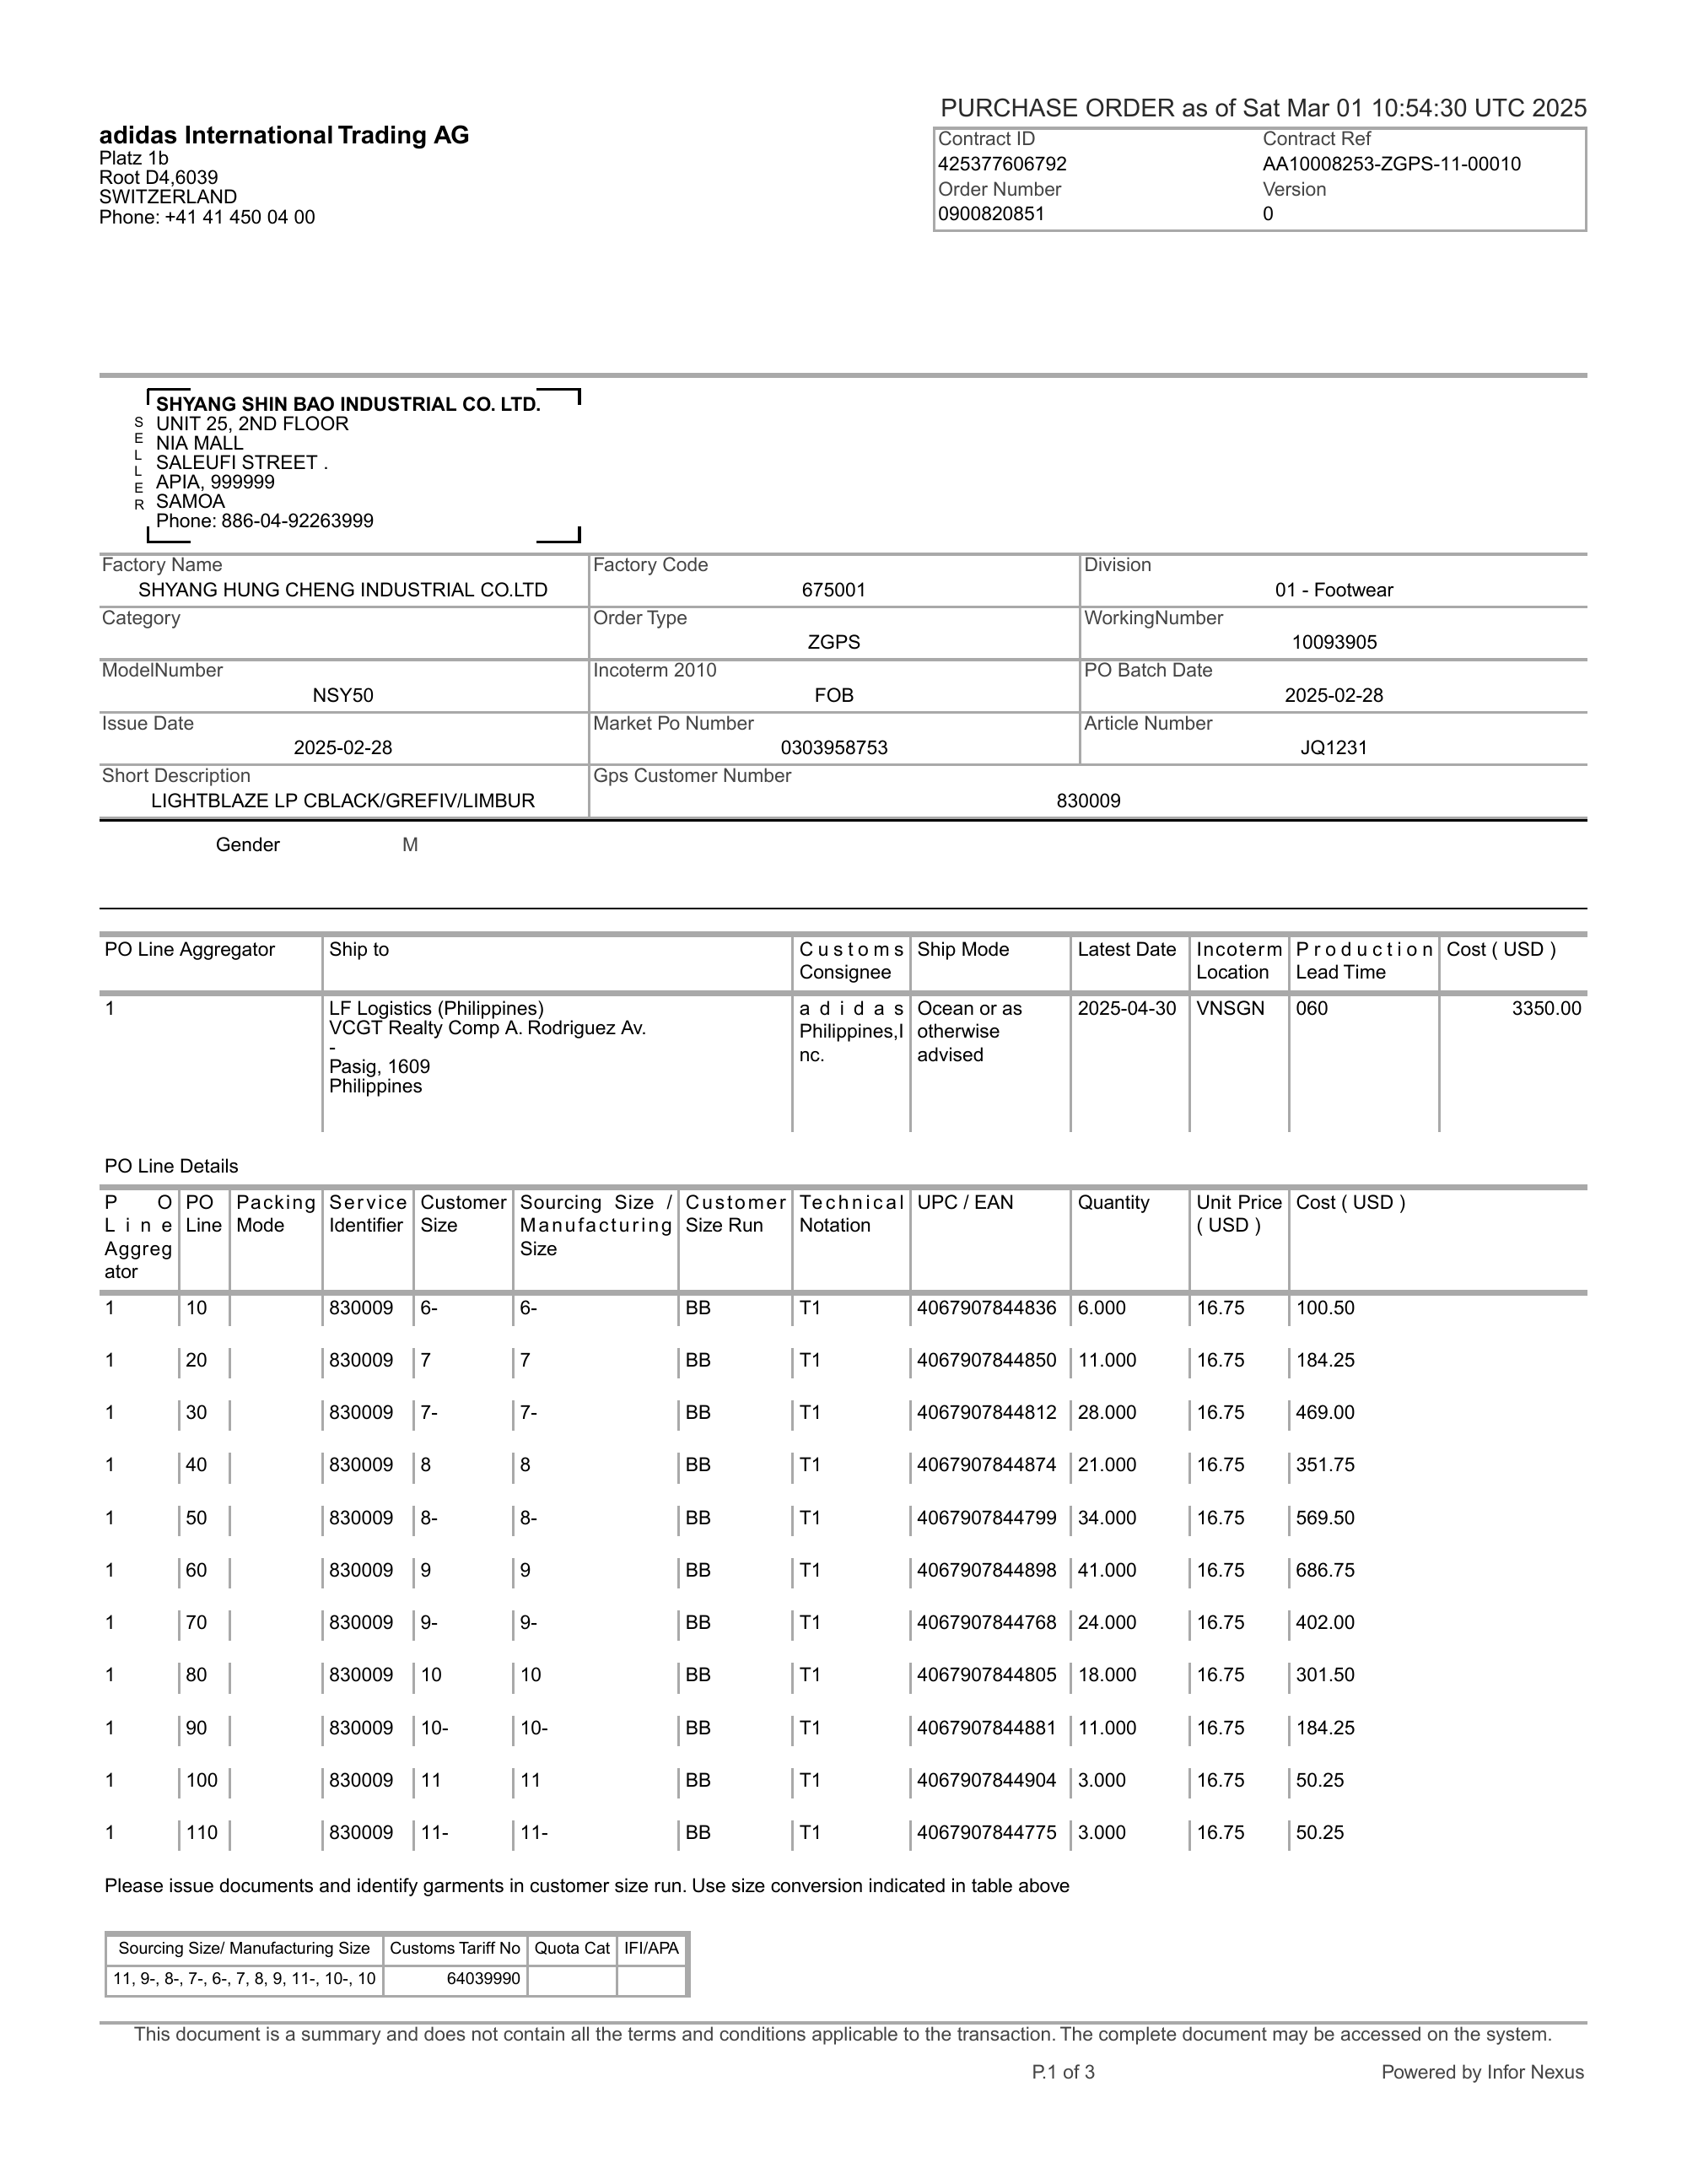 PURCHASE ORDER as of Sat Mar 01 10:54:30 UTC 2025
adidas International Trading AG
Platz 1b
Root D4,6039
SWITZERLAND
Phone: +41 41 450 04 00
Contract ID Contract Ref
425377606792 AA10008253-ZGPS-11-00010
Order Number Version
0900820851 0
SELLER
SHYANG SHIN BAO INDUSTRIAL CO. LTD.
UNIT 25, 2ND FLOOR
NIA MALL
SALEUFI STREET .
APIA, 999999
SAMOA
Phone: 886-04-92263999
Factory Name Factory Code Division
SHYANG HUNG CHENG INDUSTRIAL CO.LTD 675001 01 - Footwear
Category Order Type WorkingNumber
ZGPS 10093905
ModelNumber Incoterm 2010 PO Batch Date
NSY50 FOB 2025-02-28
Issue Date Market Po Number Article Number
2025-02-28 0303958753 JQ1231
Short Description Gps Customer Number
LIGHTBLAZE LP CBLACK/GREFIV/LIMBUR 830009
Gender M
PO Line Aggregator Ship to Customs Ship Mode Latest Date Incoterm Production Cost ( USD )
Consignee Location Lead Time
1 LF Logistics (Philippines) adidas Ocean or as 2025-04-30 VNSGN 060 3350.00
VCGT Realty Comp A. Rodriguez Av. Philippines,I otherwise
- nc. advised
Pasig, 1609
Philippines
PO Line Details
P O PO Packing Service Customer Sourcing Size / Customer Technical UPC / EAN Quantity Unit Price Cost ( USD )
Line Line Mode Identifier Size Manufacturing Size Run Notation ( USD )
Aggreg Size
ator
1 10 830009 6- 6- BB T1 4067907844836 6.000 16.75 100.50
1 20 830009 7 7 BB T1 4067907844850 11.000 16.75 184.25
1 30 830009 7- 7- BB T1 4067907844812 28.000 16.75 469.00
1 40 830009 8 8 BB T1 4067907844874 21.000 16.75 351.75
1 50 830009 8- 8- BB T1 4067907844799 34.000 16.75 569.50
1 60 830009 9 9 BB T1 4067907844898 41.000 16.75 686.75
1 70 830009 9- 9- BB T1 4067907844768 24.000 16.75 402.00
1 80 830009 10 10 BB T1 4067907844805 18.000 16.75 301.50
1 90 830009 10- 10- BB T1 4067907844881 11.000 16.75 184.25
1 100 830009 11 11 BB T1 4067907844904 3.000 16.75 50.25
1 110 830009 11- 11- BB T1 4067907844775 3.000 16.75 50.25
Please issue documents and identify garments in customer size run. Use size conversion indicated in table above
Sourcing Size/ Manufacturing Size Customs Tariff No Quota Cat IFI/APA
11, 9-, 8-, 7-, 6-, 7, 8, 9, 11-, 10-, 10 64039990
This document is a summary and does not contain all the terms and conditions applicable to the transaction. The complete document may be accessed on the system.
P.1 of 3 Powered by Infor Nexus